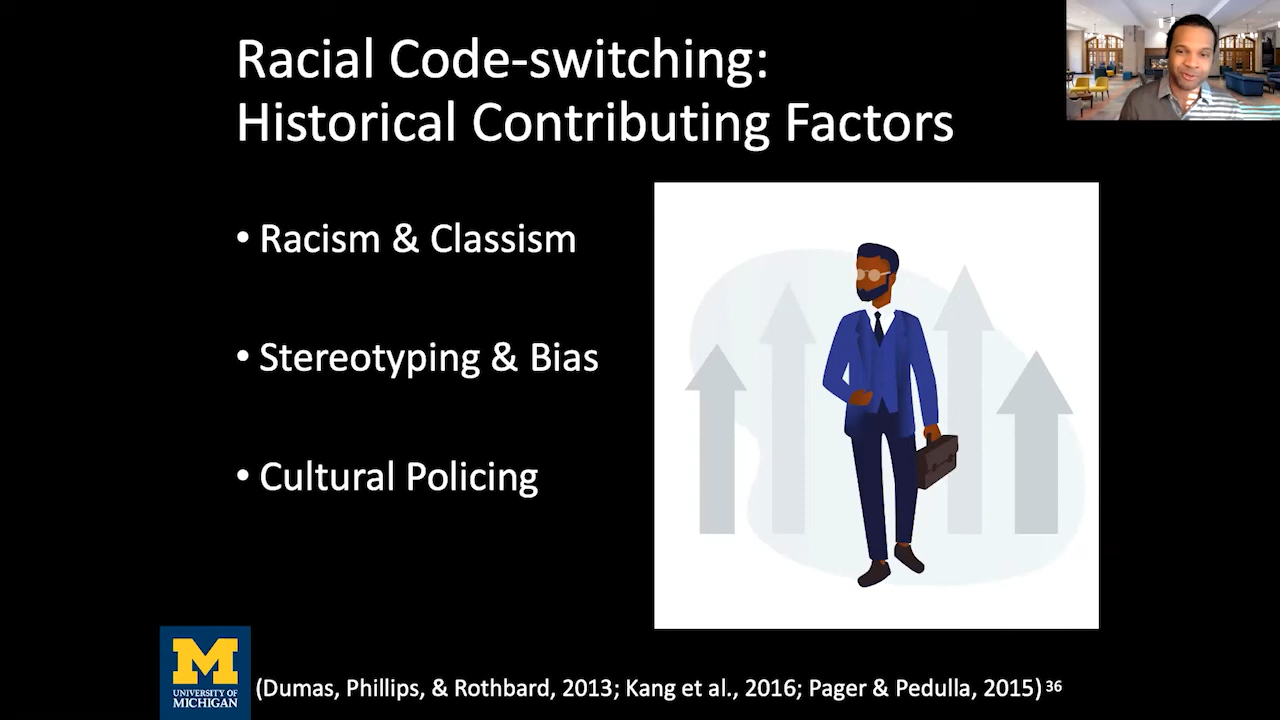 Racial Code-switching:
Historical Contributing Factors
• Racism & Classism
• Stereotyping & Bias
• Cultural Policing
M
UNIVERSITY OF
MICHIGAN
(Dumas, Phillips, & Rothbard, 2013; Kang et al., 2016; Pager & Pedulla, 2015) 36